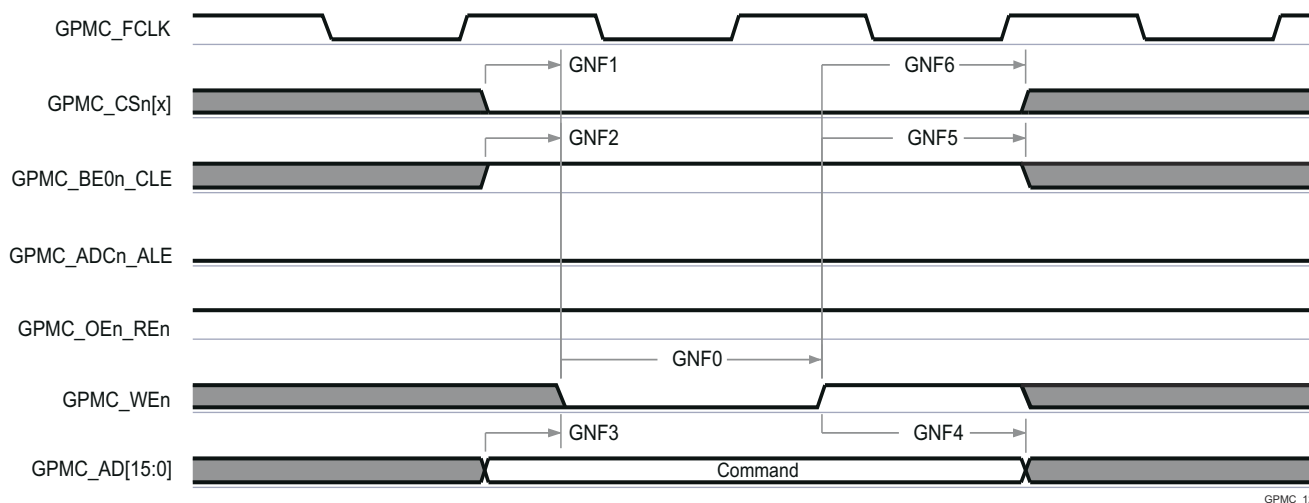 GPMC_FCLK
GNF1 GNF6
GPMC_CSn[x]
GNF2 GNF5
GPMC_BE0n_CLE
GPMC_ADCn_ALE
GPMC_OEn_REn
GNF0
GPMC_WEn
GNF3 GNF4
GPMC_AD[15:0] Command